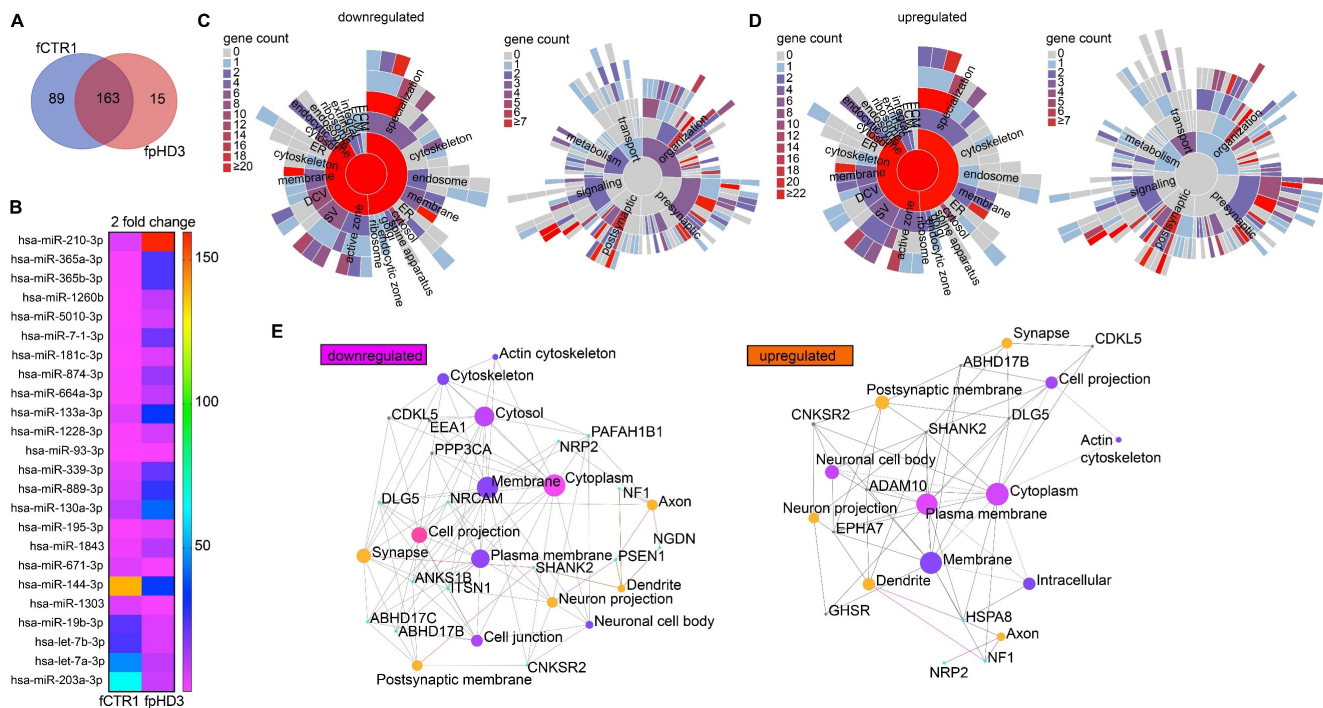 A
fCTR1
89
163
15
fpHD3
B
2 fold change
hsa-miR-210-3p
hsa-miR-365a-3p
hsa-miR-365b-3p
hsa-miR-1260b
hsa-miR-5010-3p
hsa-miR-7-1-3p
hsa-miR-181c-3p
hsa-miR-874-3p
hsa-miR-664a-3p
hsa-miR-133a-3p
hsa-miR-1228-3p
hsa-miR-93-3p
hsa-miR-339-3p
hsa-miR-889-3p
hsa-miR-130a-3p
hsa-miR-195-3p
hsa-miR-1843
hsa-miR-671-3p
hsa-miR-144-3p
hsa-miR-1303
hsa-miR-19b-3p
hsa-let-7b-3p
hsa-let-7a-3p
hsa-miR-203a-3p
fCTR1 fpHD3
150
100
50
C
downregulated
gene count
0
1
2
4
6
8
10
12
14
16
18
≥20
specialization
cytoskeleton
endosome
membrane
ER
cytosol
spine apparatus
endocytic zone
ribosome
active zone
SV
DCV
membrane
cytoskeleton
ER
ECM
gene count
0
1
2
3
4
5
6
≥7
transport
organization
presynaptic
postsynaptic
signaling
metabolism
D
upregulated
gene count
0
1
2
4
6
8
10
12
14
16
18
20
≥22
specialization
cytoskeleton
endosome
membrane
ER
cytosol
spine apparatus
endocytic zone
ribosome
active zone
SV
DCV
membrane
cytoskeleton
ER
ECM
gene count
0
1
2
3
4
5
6
≥7
transport
organization
presynaptic
postsynaptic
signaling
metabolism
E
downregulated
Actin cytoskeleton
Cytoskeleton
CDKL5
EEA1
Cytosol
PAFAH1B1
NRP2
PPP3CA
Membrane
Cytoplasm
NF1
DLG5
NRCAM
Axon
Cell projection
NGDN
Synapse
Plasma membrane
PSEN1
SHANK2
ANKS1B
ITSN1
Dendrite
Neuron projection
ABHD17C
ABHD17B
Neuronal cell body
Cell junction
CNKSR2
Postsynaptic membrane
upregulated
Synapse
CDKL5
ABHD17B
Cell projection
Postsynaptic membrane
CNKSR2
DLG5
SHANK2
Actin
cytoskeleton
Neuronal cell body
ADAM10
Cytoplasm
Neuron projection
Plasma membrane
EPHA7
Membrane
Dendrite
Intracellular
GHSR
HSPA8
Axon
NRP2
NF1